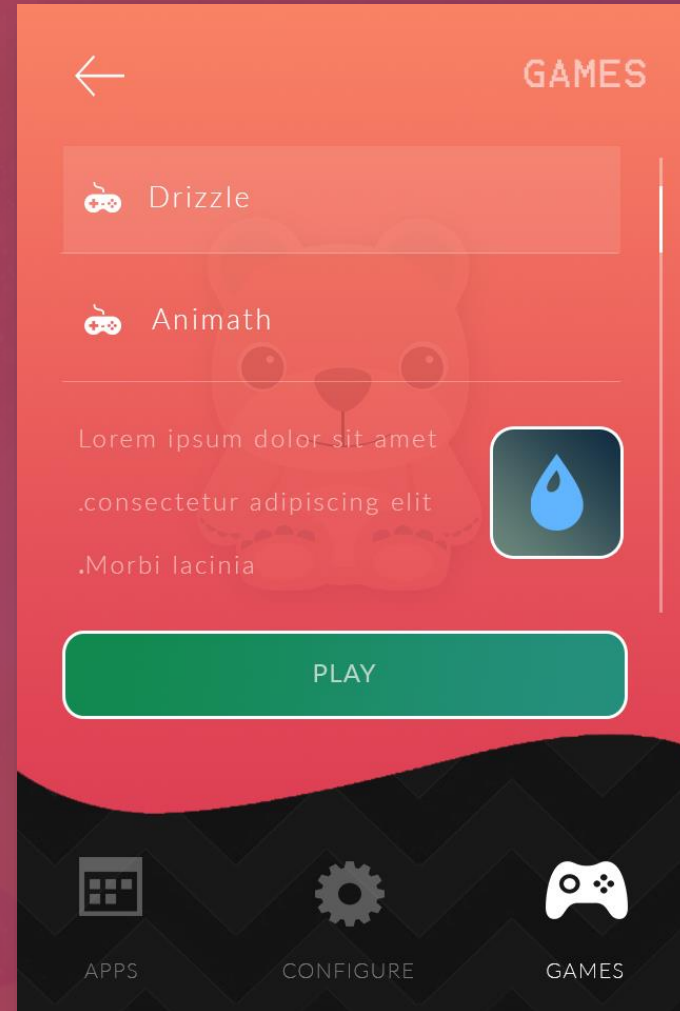 GAMES
Drizzle
Animath
Lorem ipsum dolor sit amet
.consectetur adipiscing elit
.Morbi lacinia
PLAY
APPS
CONFIGURE
GAMES